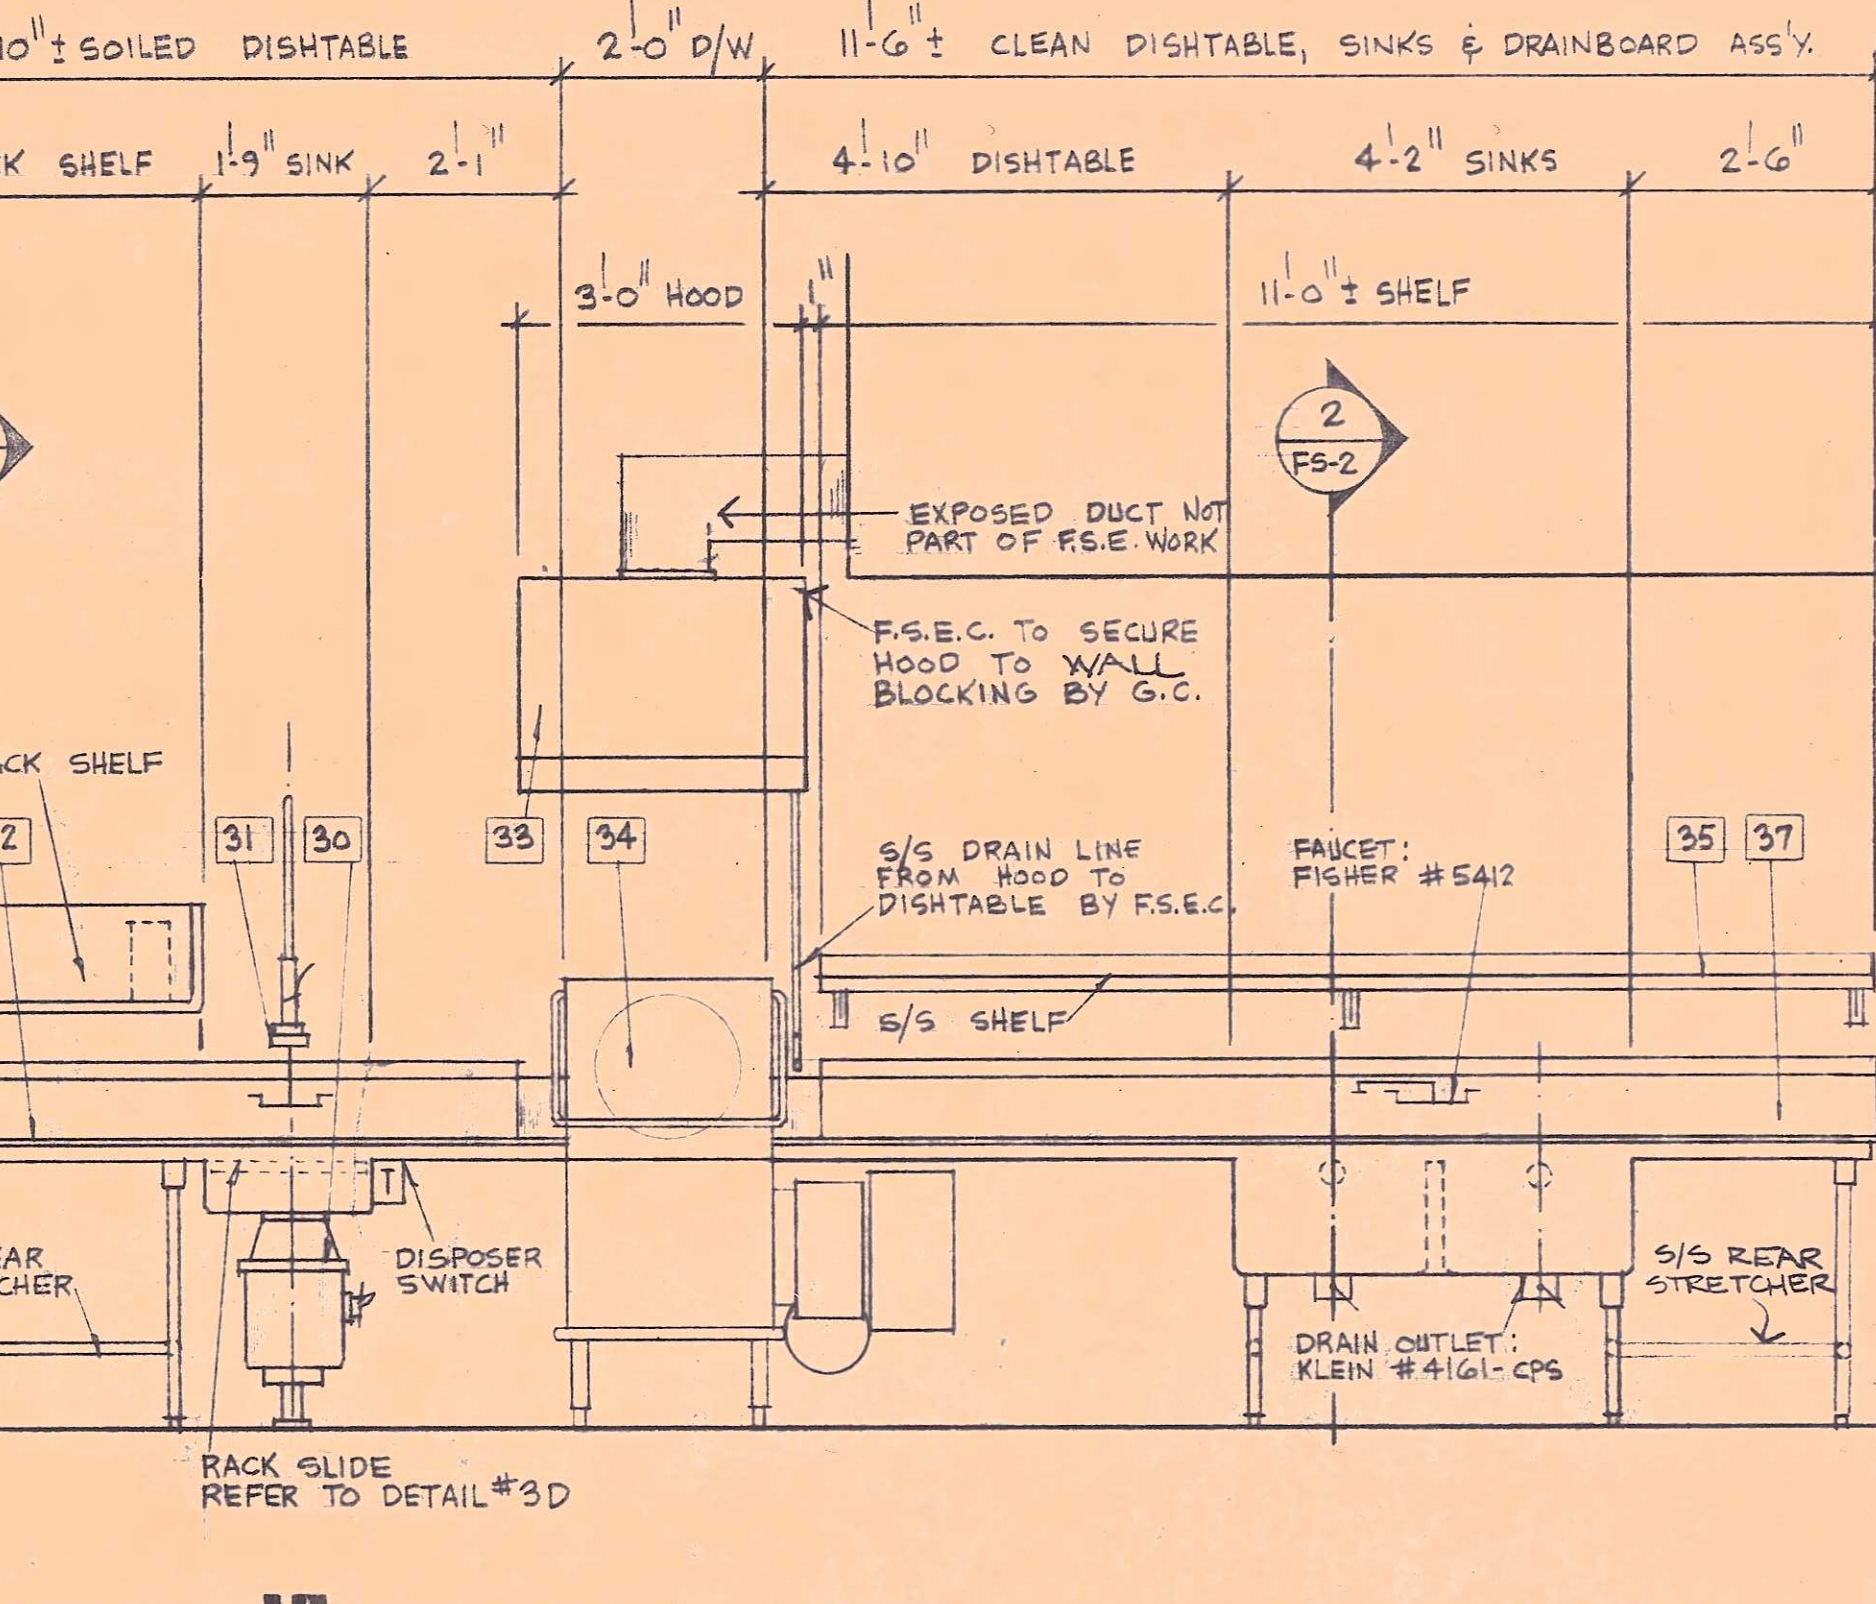 10"± SOILED DISHTABLE
2'-0" D/W
11'-6"± CLEAN DISHTABLE, SINKS & DRAINBOARD ASS'Y.
SHELF
1'-9" SINK
2'-1"
4'-10" DISHTABLE
4'-2" SINKS
2'-6"
3'-0" HOOD
1"
11'-0"± SHELF
2
FS-2
EXPOSED DUCT NOT
PART OF F.S.E. WORK
F.S.E.C. TO SECURE
HOOD TO WALL
BLOCKING BY G.C.
SHELF
2
31
30
33
34
S/S DRAIN LINE
FROM HOOD TO
DISHTABLE BY F.S.E.C.
FAUCET:
FISHER #5412
35
37
S/S SHELF
T
DISPOSER
SWITCH
S/S REAR
STRETCHER
DRAIN OUTLET:
KLEIN #4161-CPS
RACK SLIDE
REFER TO DETAIL #3D